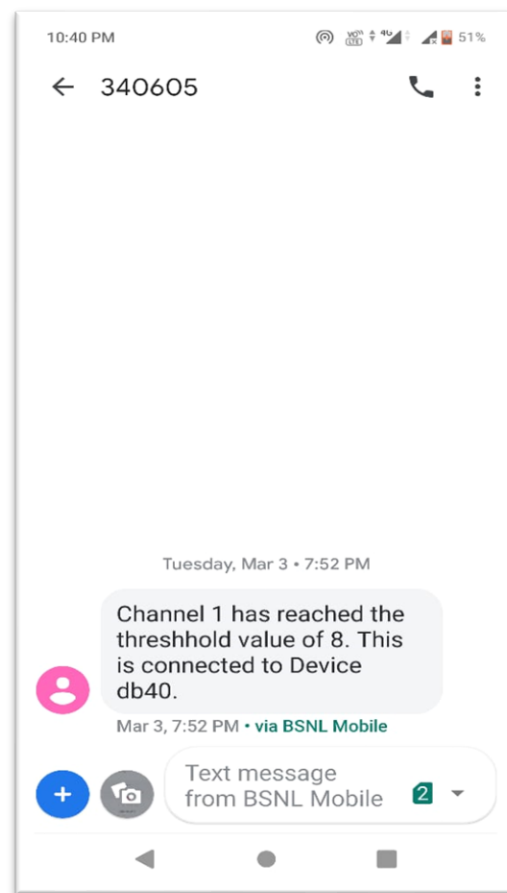 10:40 PM
4G
51%
340605
Tuesday, Mar 3 • 7:52 PM
Channel 1 has reached the
threshhold value of 8. This
is connected to Device
db40.
Mar 3, 7:52 PM • via BSNL Mobile
Text message
from BSNL Mobile
2